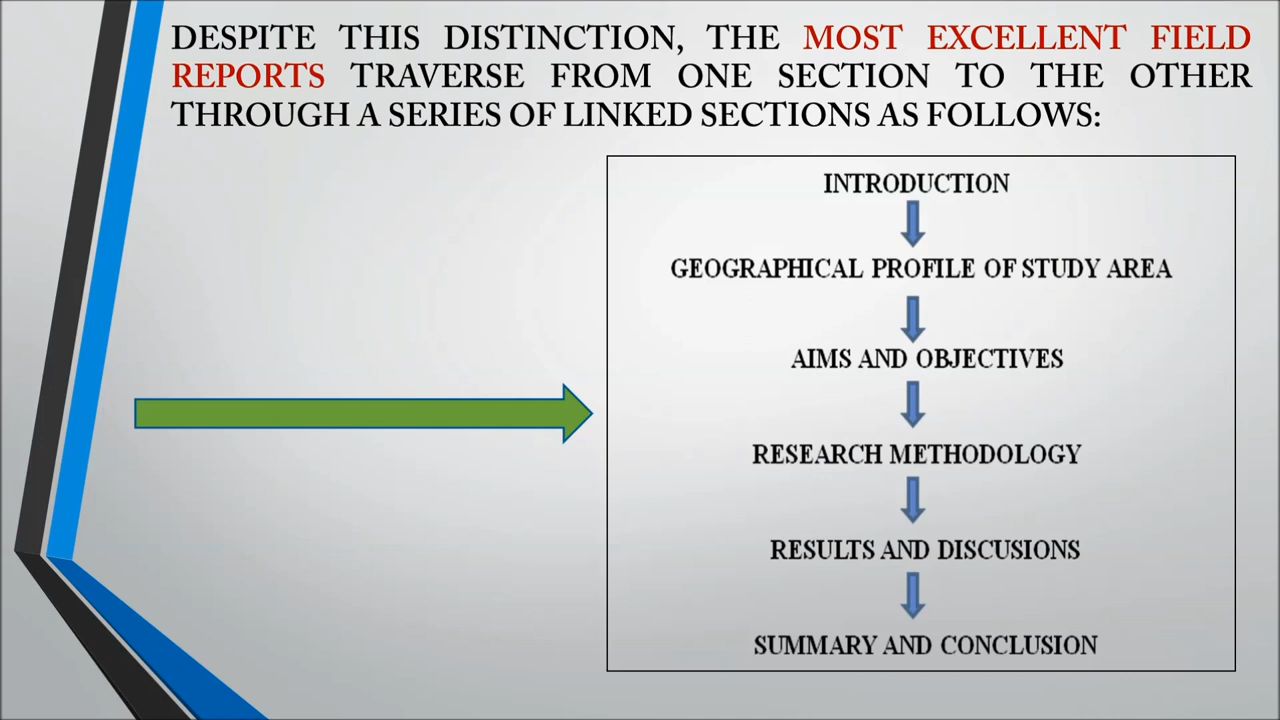 DESPITE THIS DISTINCTION, THE MOST EXCELLENT FIELD
REPORTS TRAVERSE FROM ONE SECTION TO THE OTHER
THROUGH A SERIES OF LINKED SECTIONS AS FOLLOWS:
INTRODUCTION
GEOGRAPHICAL PROFILE OF STUDY AREA
AIMS AND OBJECTIVES
RESEARCH METHODOLOGY
RESULTS AND DISCUSIONS
SUMMARY AND CONCLUSION